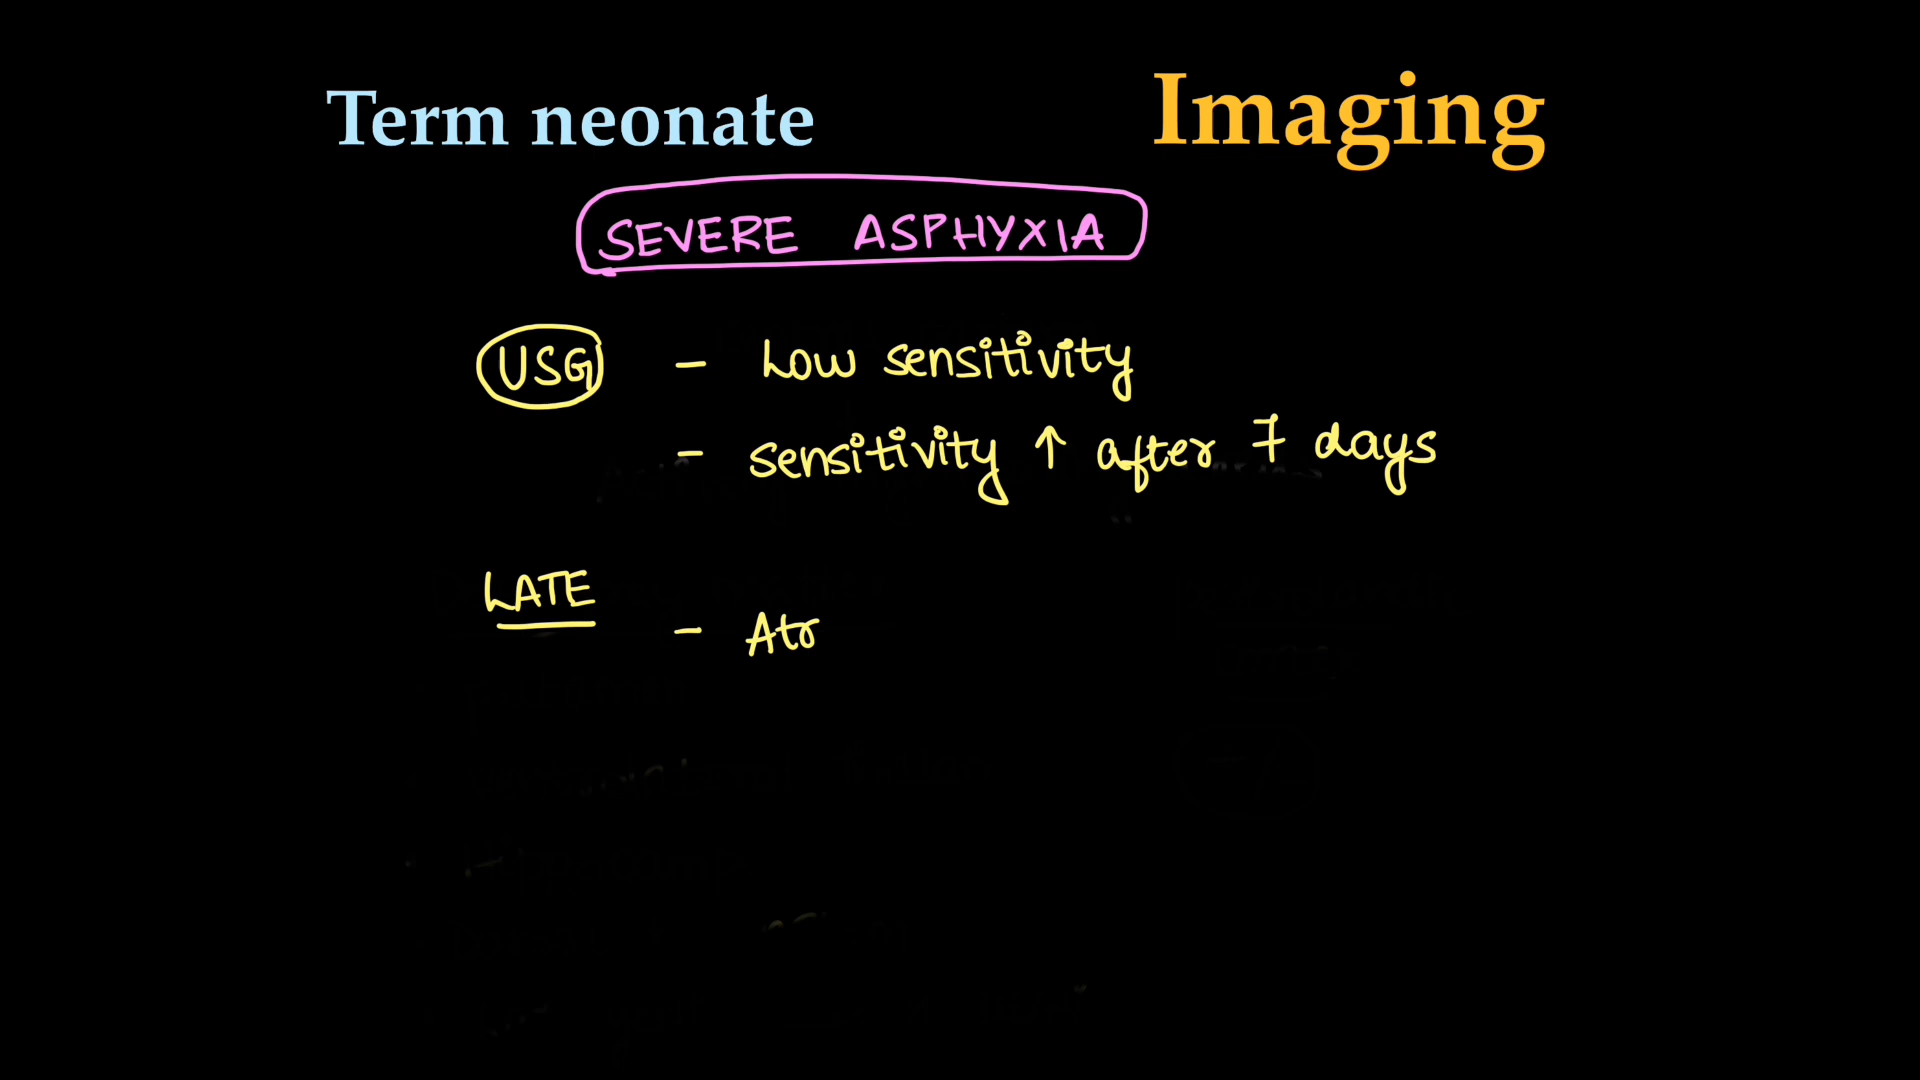 Term neonate
Imaging
SEVERE ASPHYXIA
USG - Low sensitivity
- sensitivity ↑ after 7 days
LATE
- Atr